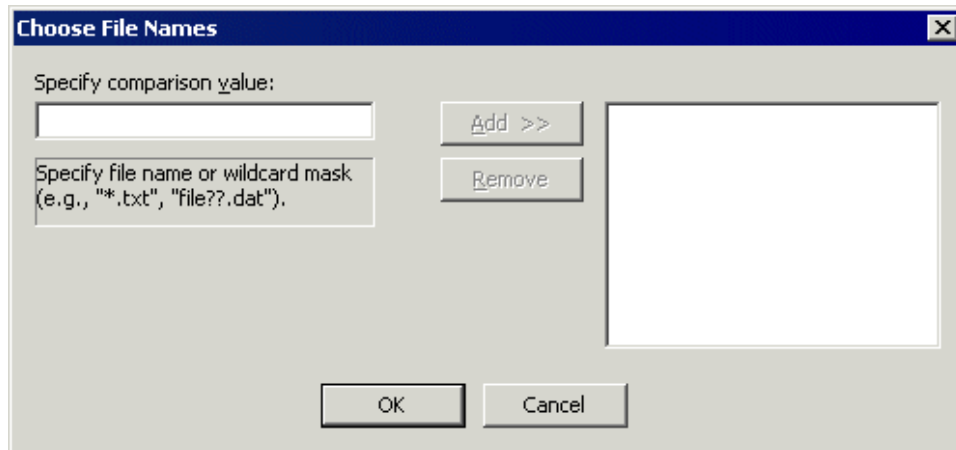 Choose File Names
Specify comparison value:
Add >>
Specify file name or wildcard mask
(e.g., "*.txt", "file??.dat").
Remove
OK
Cancel